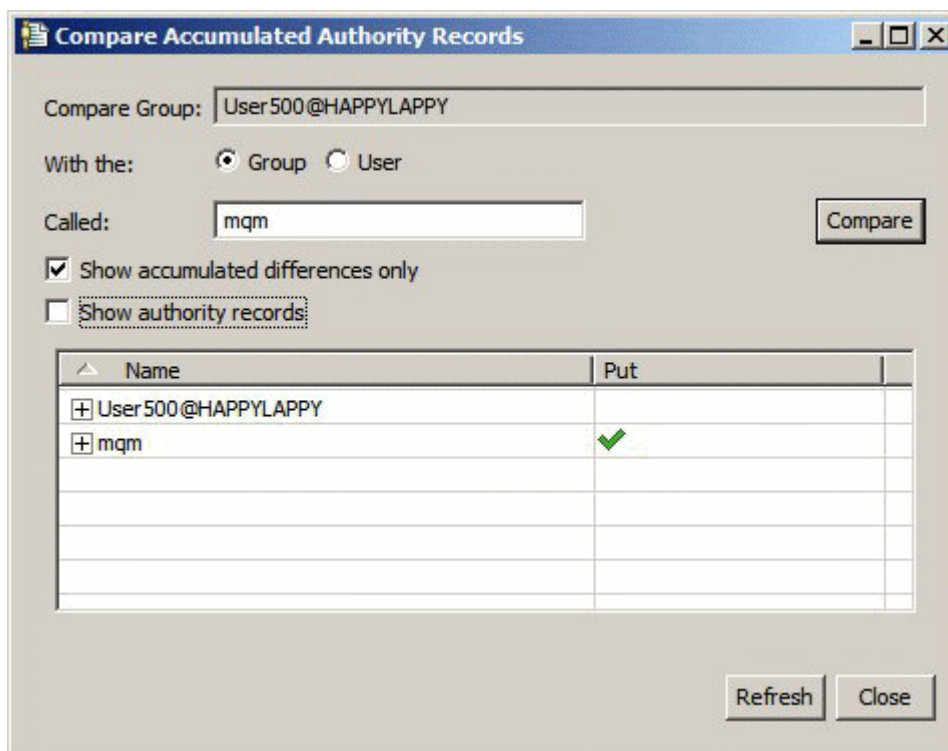 Compare Accumulated Authority Records
Compare Group: User500@HAPPYLAPPY
With the: Group User
Called: mqm Compare
Show accumulated differences only
Show authority records
Name Put
User500@HAPPYLAPPY
mqm
Refresh Close